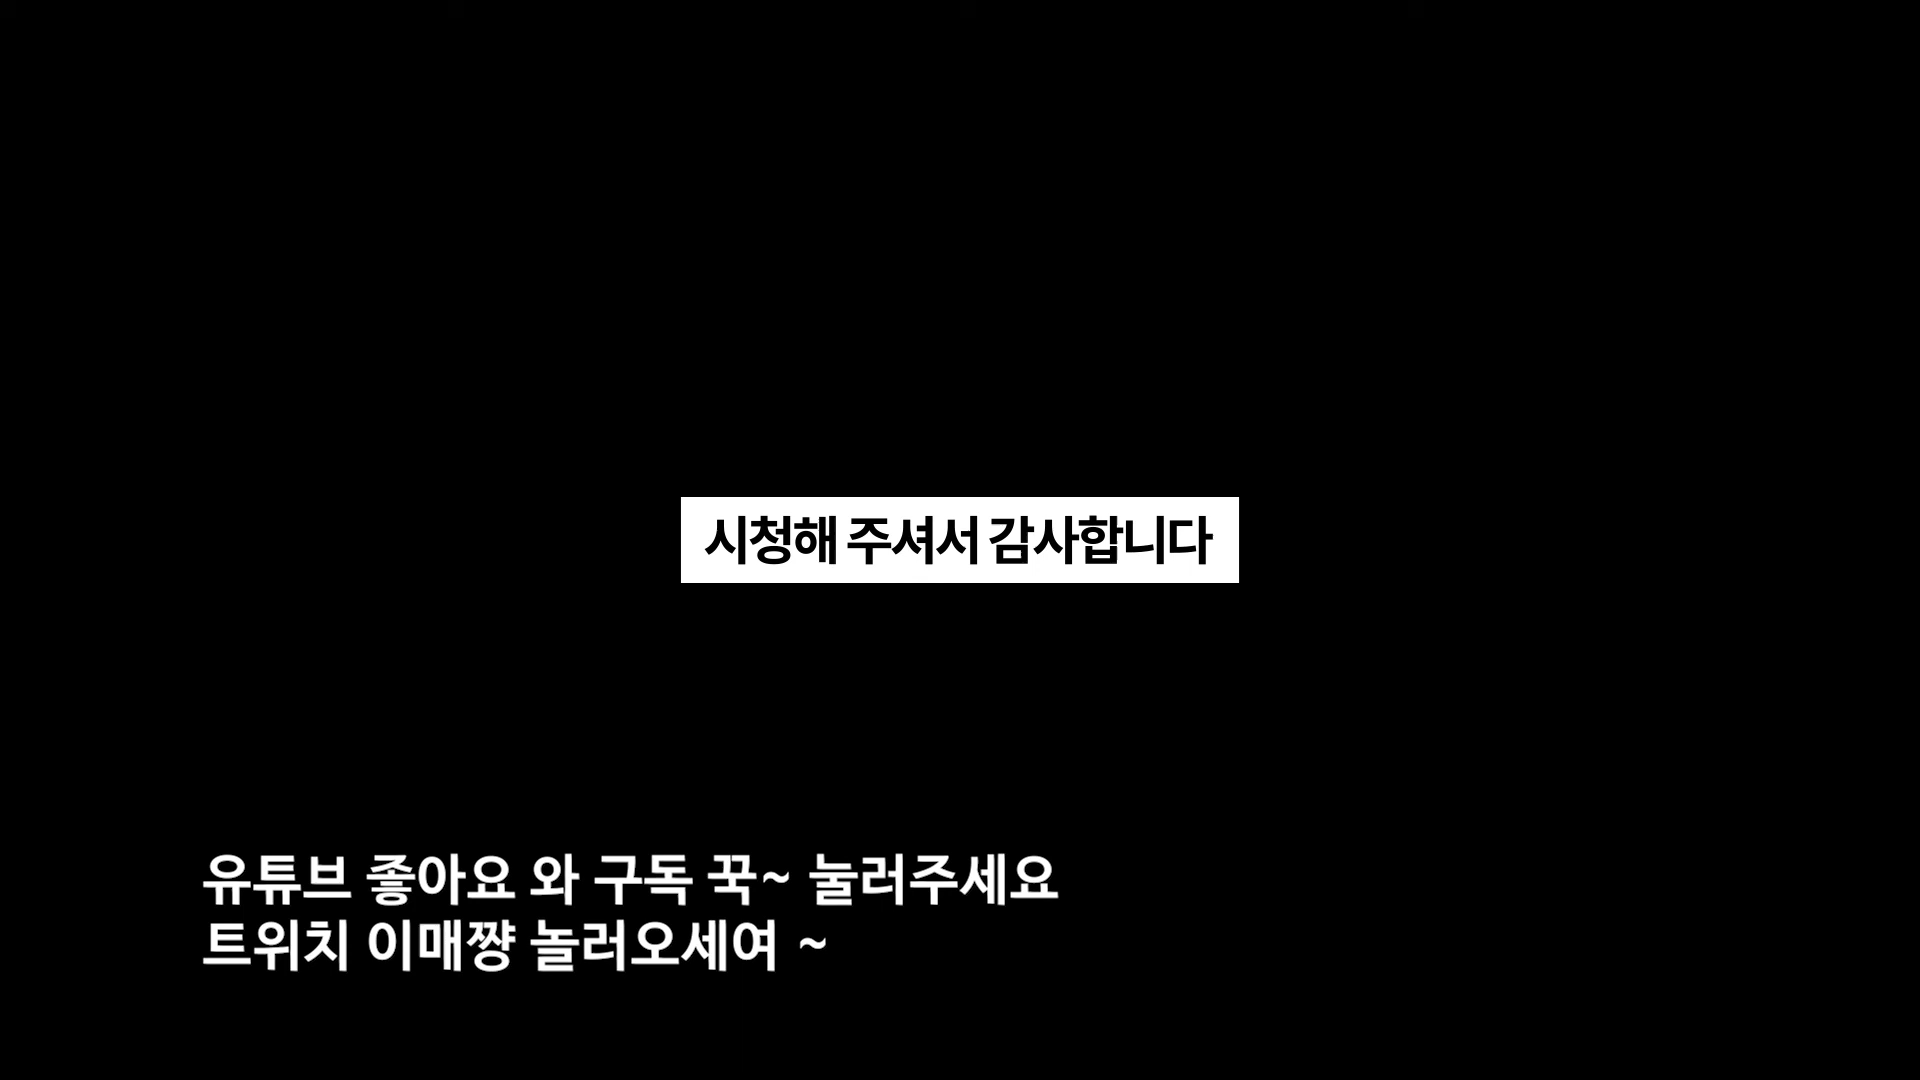 시청해 주셔서 감사합니다
유튜브 좋아요 와 구독 꾹~ 눌러주세요
트위치 이매쨩 놀러오세여 ~